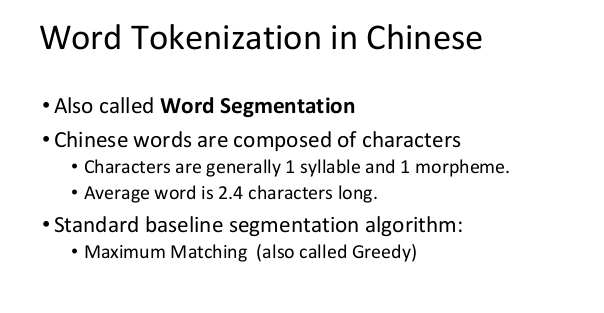 Word Tokenization in Chinese
• Also called Word Segmentation
• Chinese words are composed of characters
• Characters are generally 1 syllable and 1 morpheme.
• Average word is 2.4 characters long.
• Standard baseline segmentation algorithm:
• Maximum Matching (also called Greedy)